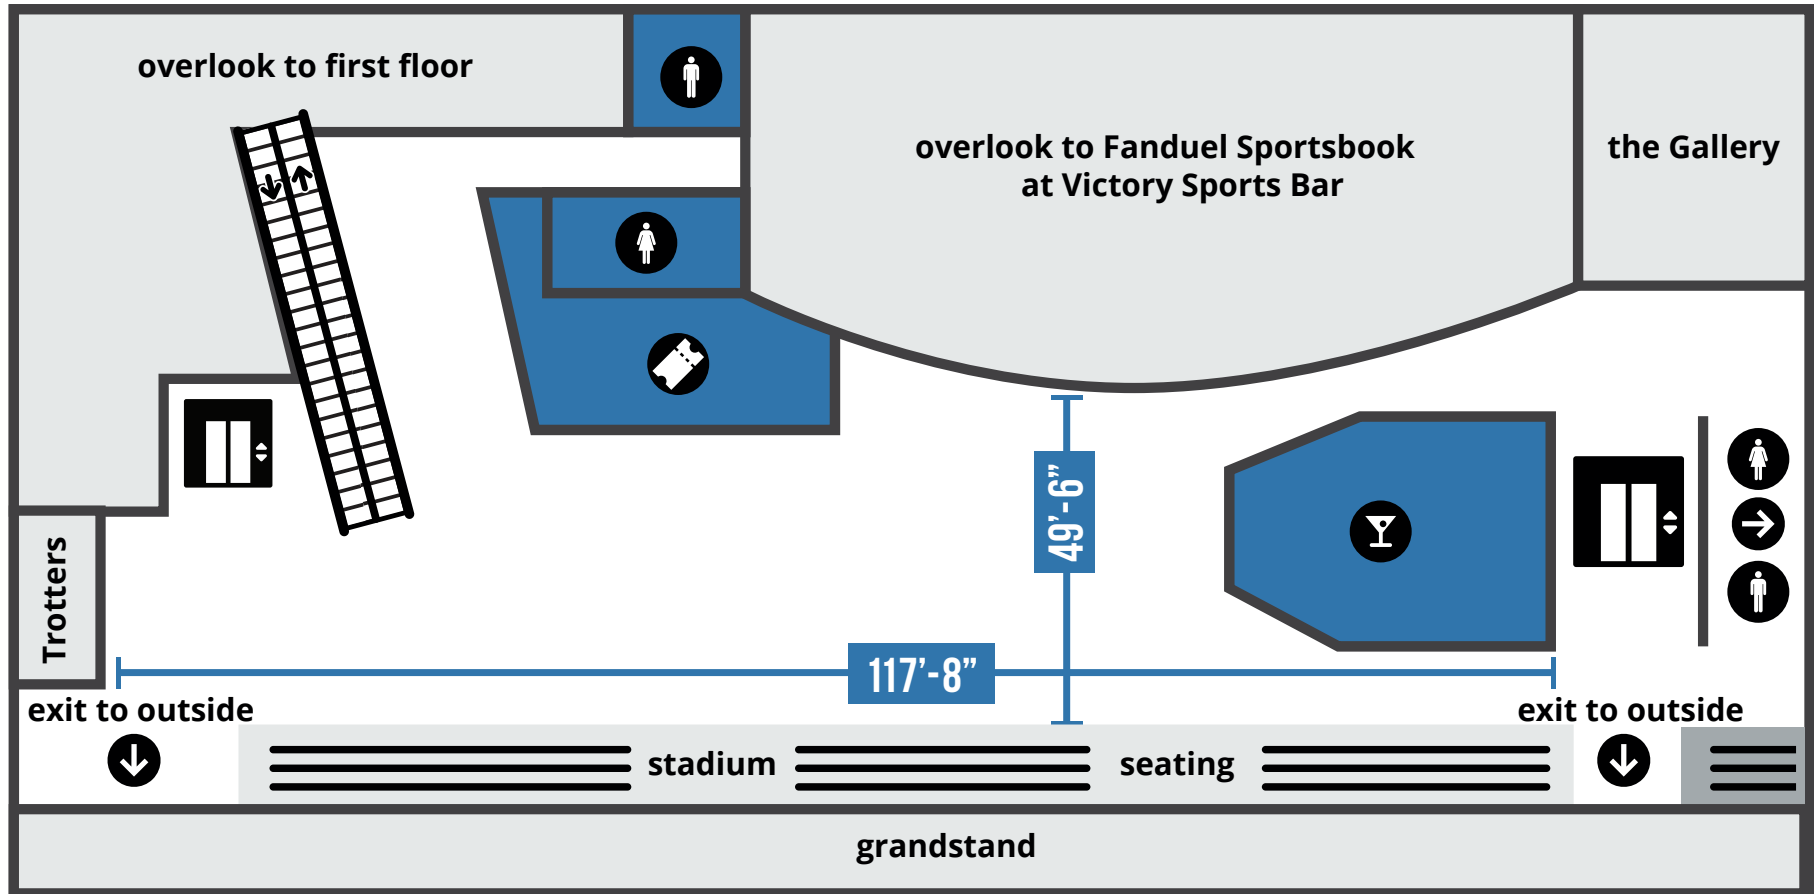 overlook to first floor
overlook to Fanduel Sportsbook
at Victory Sports Bar
the Gallery
49’-6”
Trotters
117’-8”
exit to outside
exit to outside
stadium
seating
grandstand